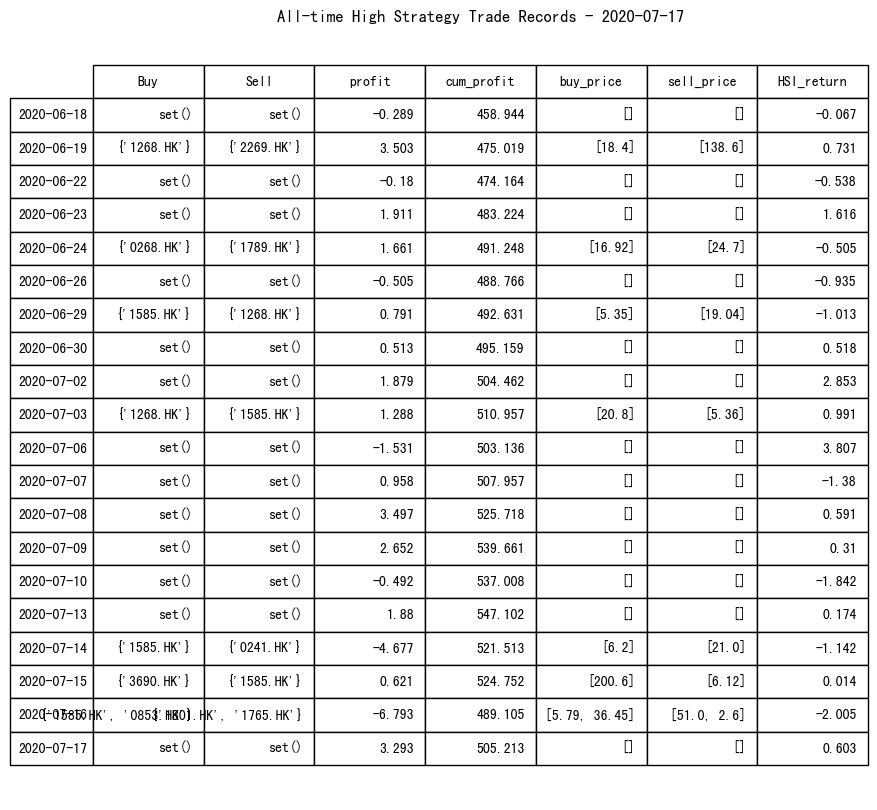 All-time High Strategy Trade Records - 2020-07-17
Buy Sell profit cum_profit buy_price sell_price HSI_return
2020-06-18 set() set() -0.289 458.944 [] [] -0.067
2020-06-19 {'1268.HK'} {'2269.HK'} 3.503 475.019 [18.4] [138.6] 0.731
2020-06-22 set() set() -0.18 474.164 [] [] -0.538
2020-06-23 set() set() 1.911 483.224 [] [] 1.616
2020-06-24 {'0268.HK'} {'1789.HK'} 1.661 491.248 [16.92] [24.7] -0.505
2020-06-26 set() set() -0.505 488.766 [] [] -0.935
2020-06-29 {'1585.HK'} {'1268.HK'} 0.791 492.631 [5.35] [19.04] -1.013
2020-06-30 set() set() 0.513 495.159 [] [] 0.518
2020-07-02 set() set() 1.879 504.462 [] [] 2.853
2020-07-03 {'1268.HK'} {'1585.HK'} 1.288 510.957 [20.8] [5.36] 0.991
2020-07-06 set() set() -1.531 503.136 [] [] 3.807
2020-07-07 set() set() 0.958 507.957 [] [] -1.38
2020-07-08 set() set() 3.497 525.718 [] [] 0.591
2020-07-09 set() set() 2.652 539.661 [] [] 0.31
2020-07-10 set() set() -0.492 537.008 [] [] -1.842
2020-07-13 set() set() 1.88 547.102 [] [] 0.174
2020-07-14 {'1585.HK'} {'0241.HK'} -4.677 521.513 [6.2] [21.0] -1.142
2020-07-15 {'3690.HK'} {'1585.HK'} 0.621 524.752 [200.6] [6.12] 0.014
2020-07-16 {'1585.HK', '0853.HK'} '1765.HK'} -6.793 489.105 [5.79, 36.45] [51.0, 2.6] -2.005
2020-07-17 set() set() 3.293 505.213 [] [] 0.603